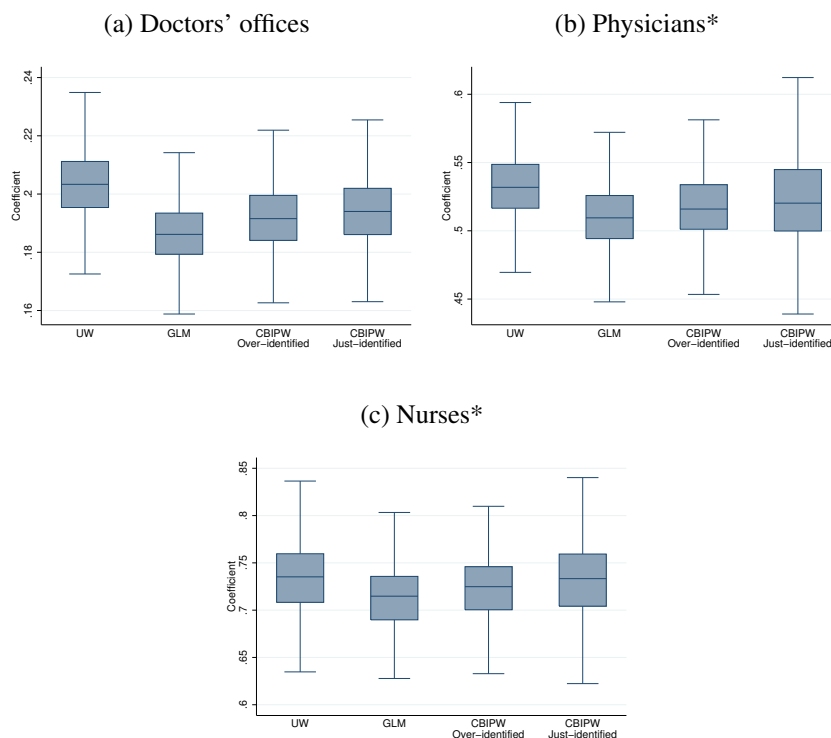 (a) Doctors’ offices
Coefficient
.24
.22
.2
.18
.16
UW
GLM
CBIPW
Over−identified
CBIPW
Just−identified
(b) Physicians*
Coefficient
.6
.55
.5
.45
UW
GLM
CBIPW
Over−identified
CBIPW
Just−identified
(c) Nurses*
Coefficient
.85
.8
.75
.7
.65
.6
UW
GLM
CBIPW
Over−identified
CBIPW
Just−identified